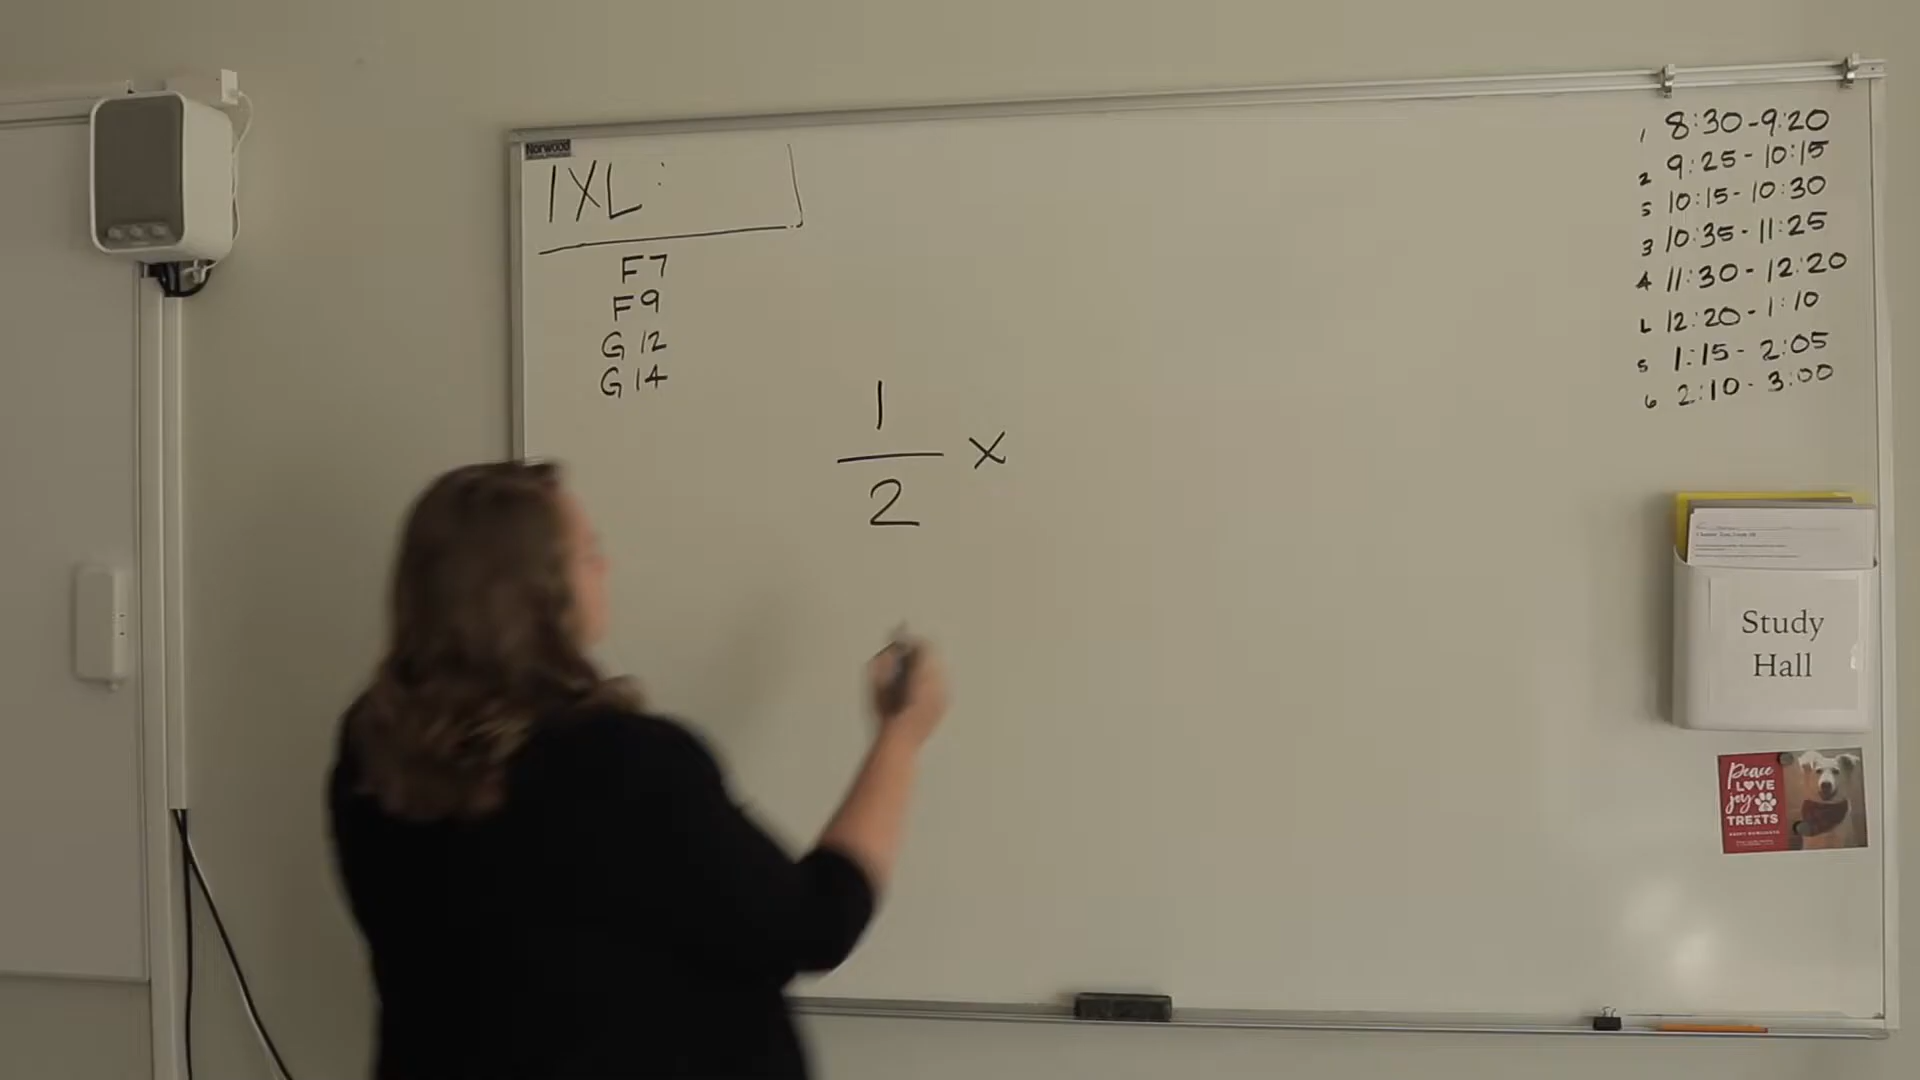 Norwood
IXL:
F7
F9
G 12
G 14
1
2
x
1 8:30-9:20
2 9:25-10:15
S 10:15-10:30
3 10:35-11:25
4 11:30-12:20
L 12:20-1:10
5 1:15-2:05
6 2:10-3:00
Study
Hall
Peace
LOVE
joy
TREATS